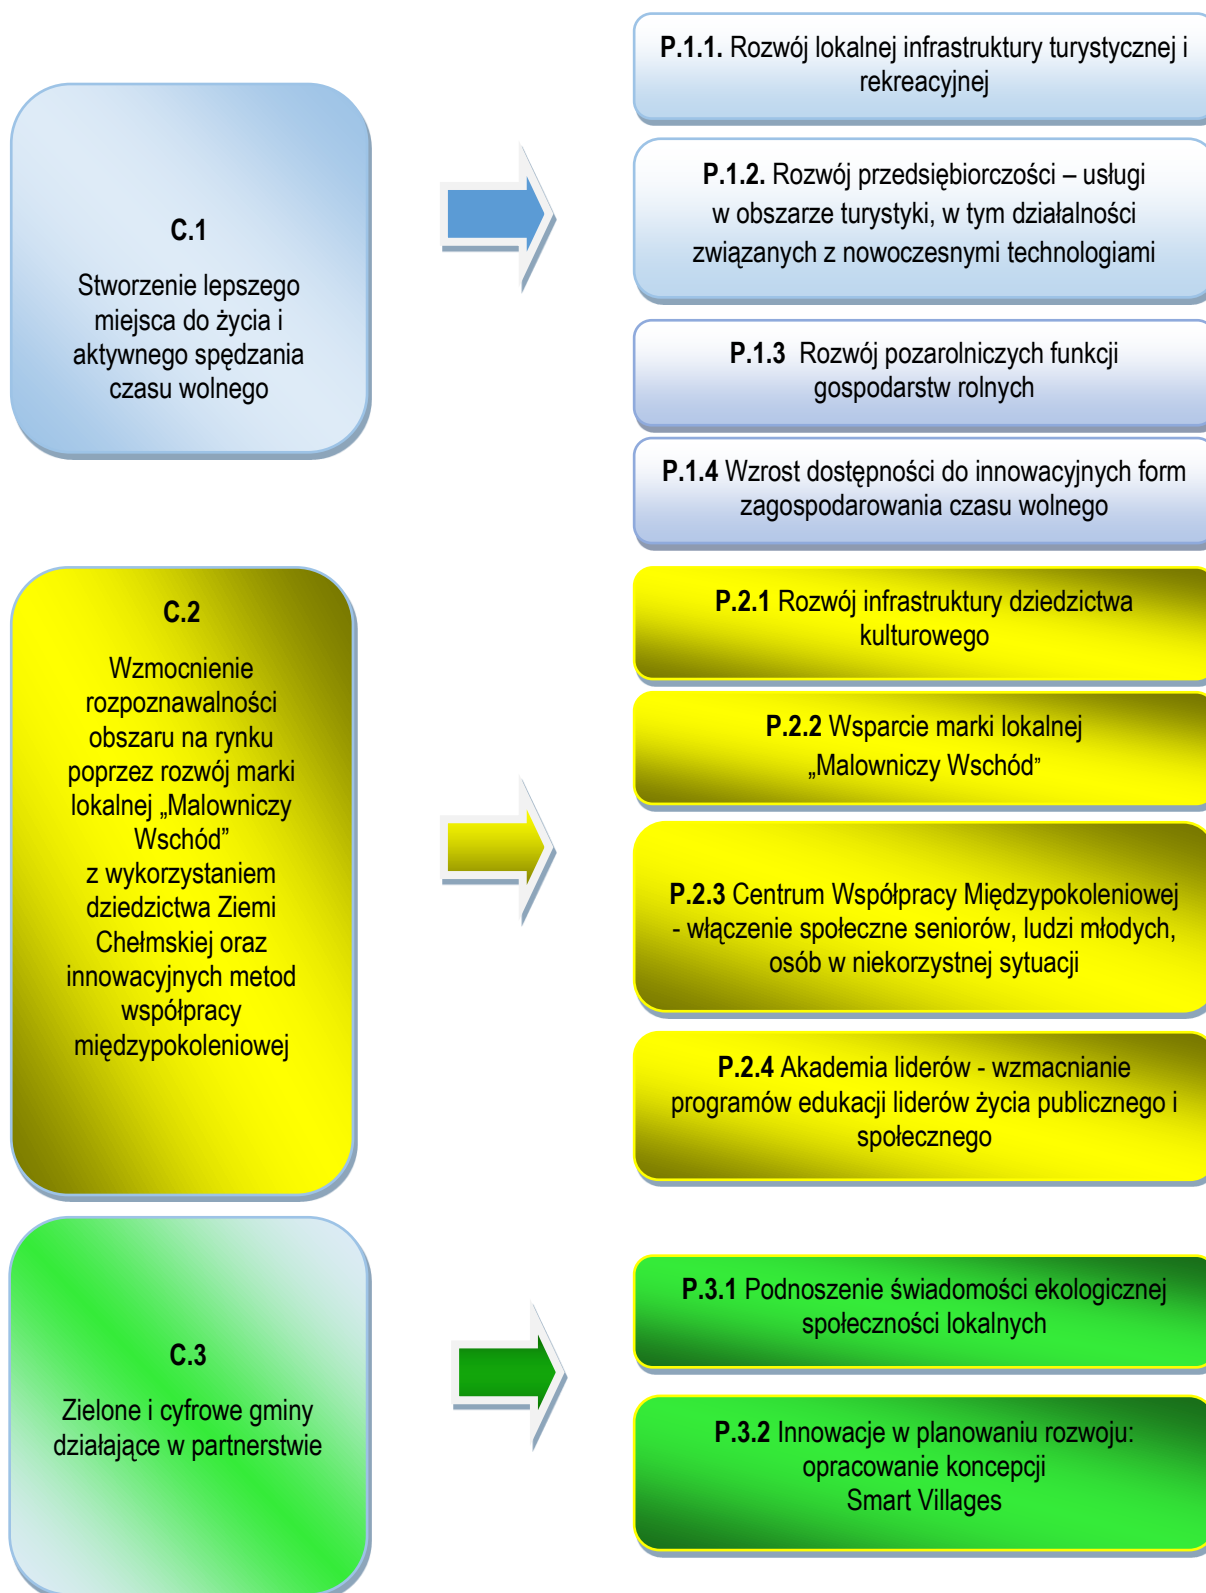 C.1
Stworzenie lepszego
miejsca do życia i
aktywnego spędzania
czasu wolnego
P.1.1. Rozwój lokalnej infrastruktury turystycznej i
rekreacyjnej
P.1.2. Rozwój przedsiębiorczości – usługi
w obszarze turystyki, w tym działalności
związanych z nowoczesnymi technologiami
P.1.3 Rozwój pozarolniczych funkcji
gospodarstw rolnych
P.1.4 Wzrost dostępności do innowacyjnych form
zagospodarowania czasu wolnego
C.2
Wzmocnienie
rozpoznawalności
obszaru na rynku
poprzez rozwój marki
lokalnej „Malowniczy
Wschód”
z wykorzystaniem
dziedzictwa Ziemi
Chełmskiej oraz
innowacyjnych metod
współpracy
międzypokoleniowej
P.2.1 Rozwój infrastruktury dziedzictwa
kulturowego
P.2.2 Wsparcie marki lokalnej
„Malowniczy Wschód”
P.2.3 Centrum Współpracy Międzypokoleniowej
- włączenie społeczne seniorów, ludzi młodych,
osób w niekorzystnej sytuacji
P.2.4 Akademia liderów - wzmacnianie
programów edukacji liderów życia publicznego i
społecznego
C.3
Zielone i cyfrowe gminy
działające w partnerstwie
P.3.1 Podnoszenie świadomości ekologicznej
społeczności lokalnych
P.3.2 Innowacje w planowaniu rozwoju:
opracowanie koncepcji
Smart Villages